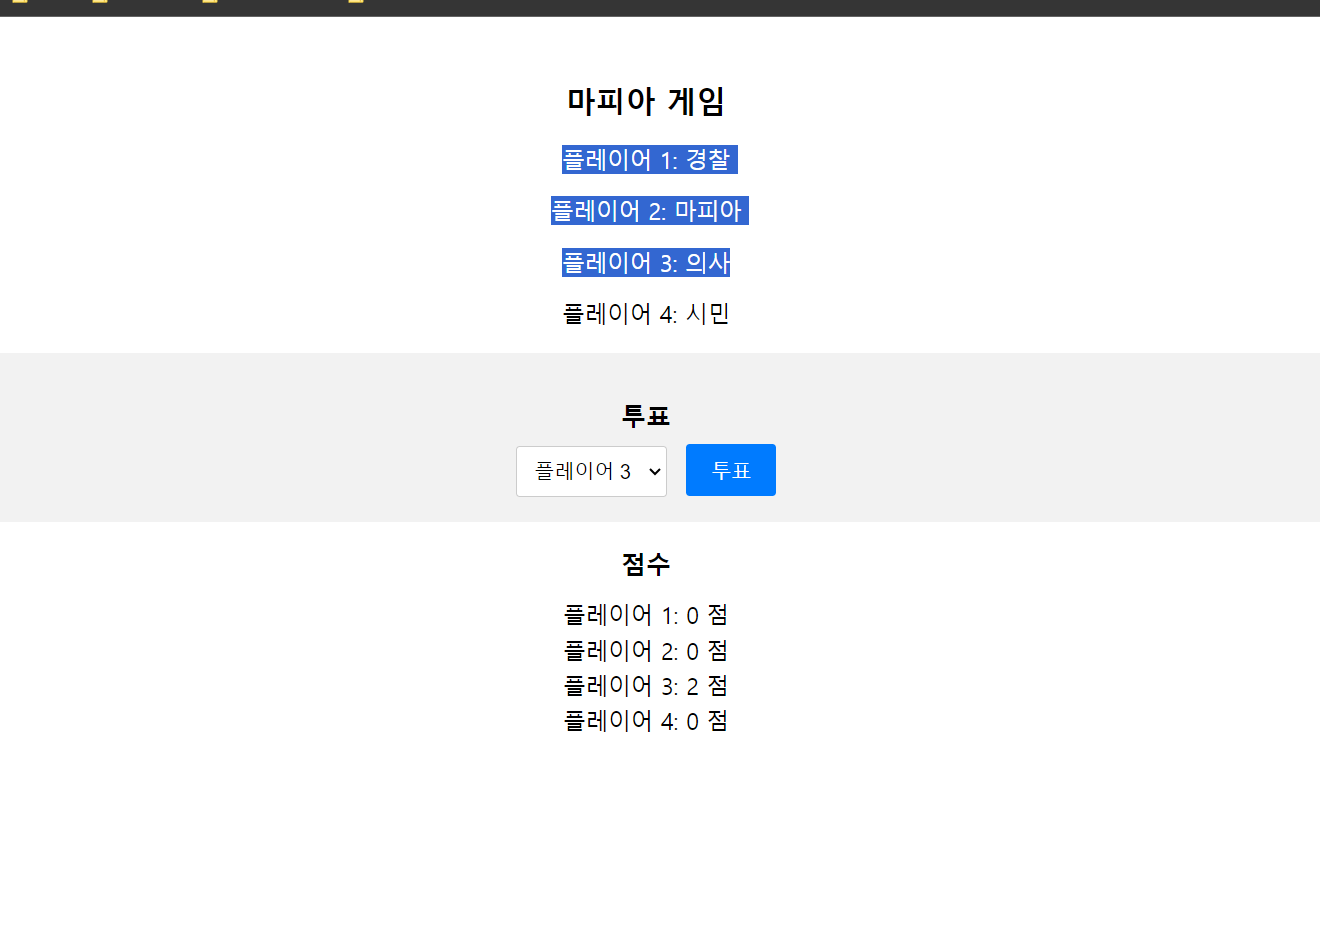 마피아 게임
플레이어 1: 경찰
플레이어 2: 마피아
플레이어 3: 의사
플레이어 4: 시민
투표
플레이어 3 투표
점수
플레이어 1: 0 점
플레이어 2: 0 점
플레이어 3: 2 점
플레이어 4: 0 점